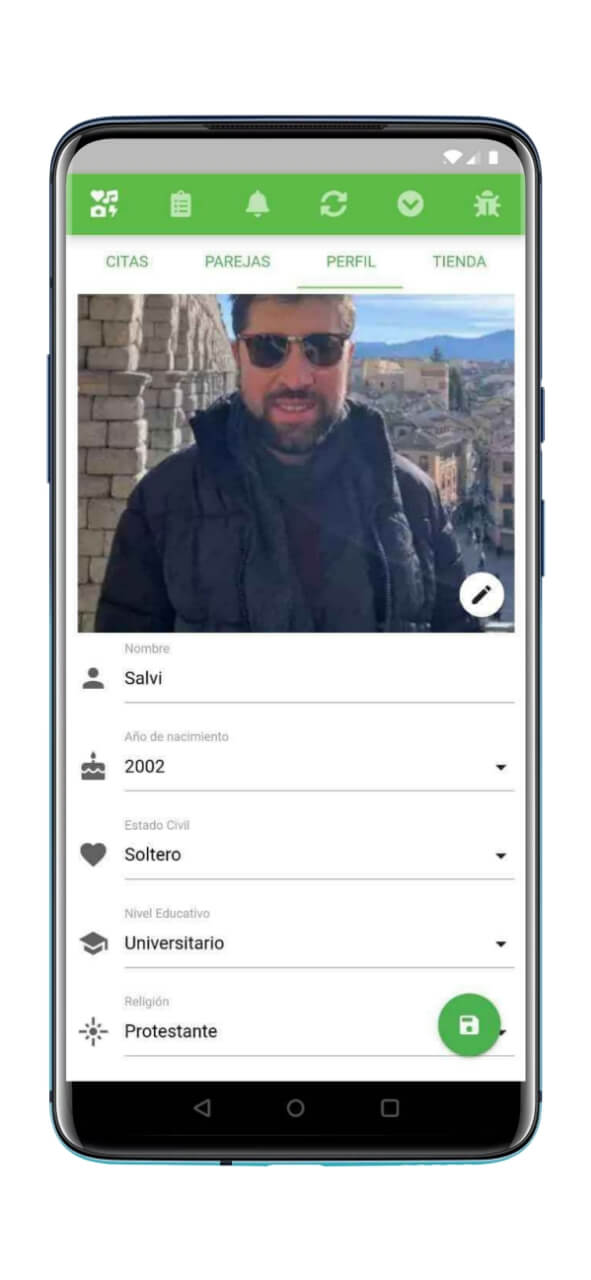 CITAS PAREJAS PERFIL TIENDA
Nombre
Salvi
Año de nacimiento
2002
Estado Civil
Soltero
Nivel Educativo
Universitario
Religión
Protestante